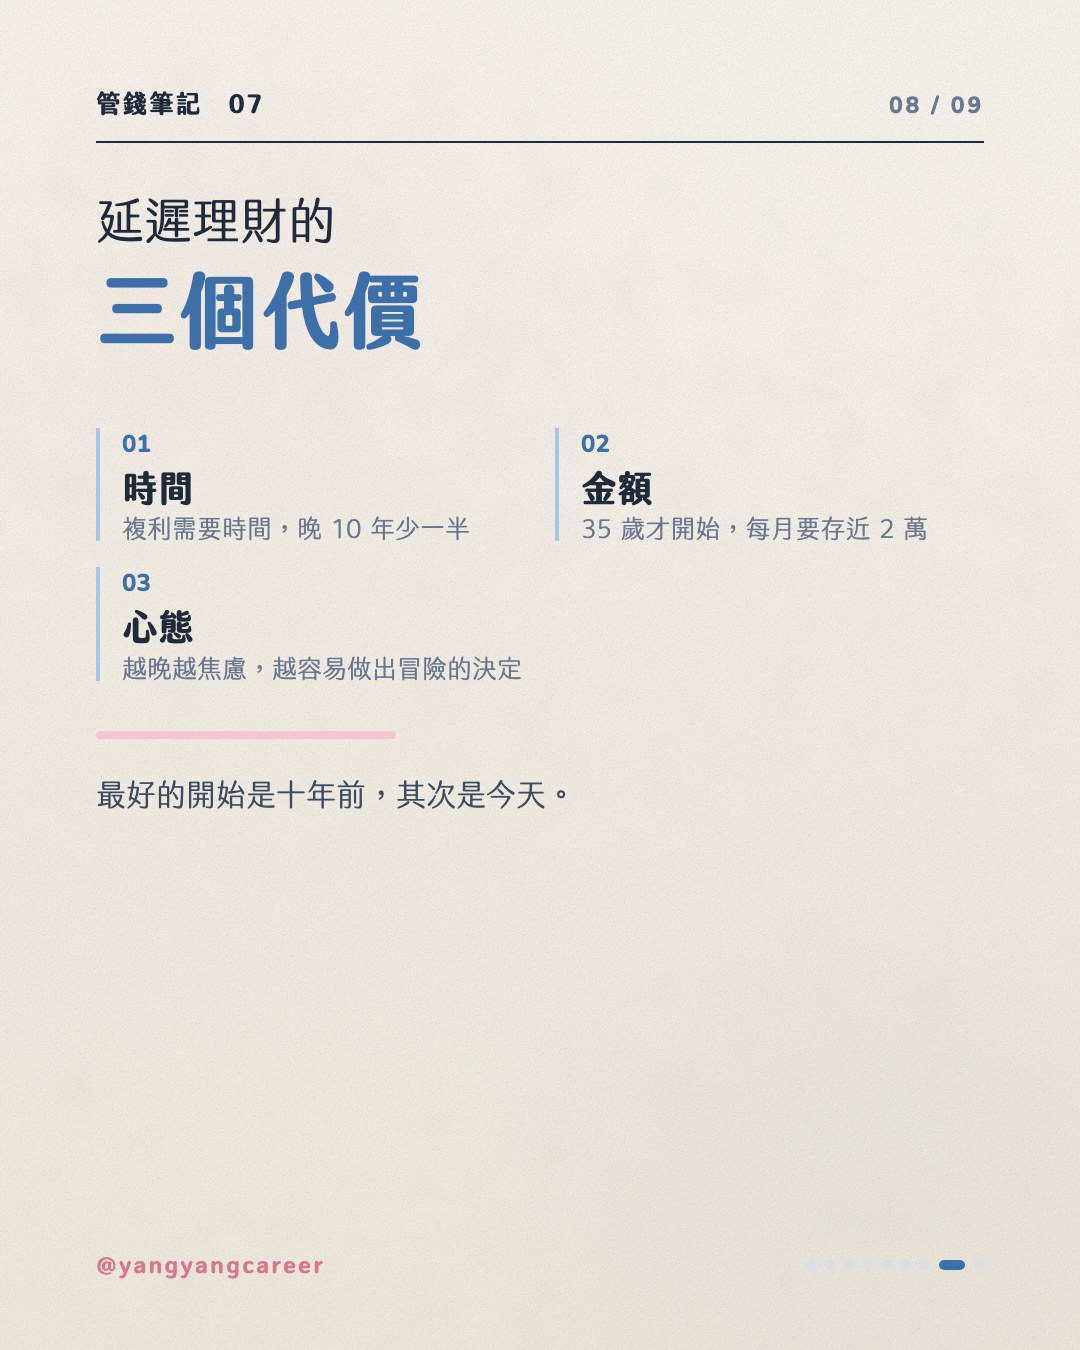 管錢筆記 07
08 / 09
延遲理財的
三個代價
01
時間
複利需要時間，晚 10 年少一半
02
金額
35 歲才開始，每月要存近 2 萬
03
心態
越晚越焦慮，越容易做出冒險的決定
最好的開始是十年前，其次是今天。
@yangyangcareer